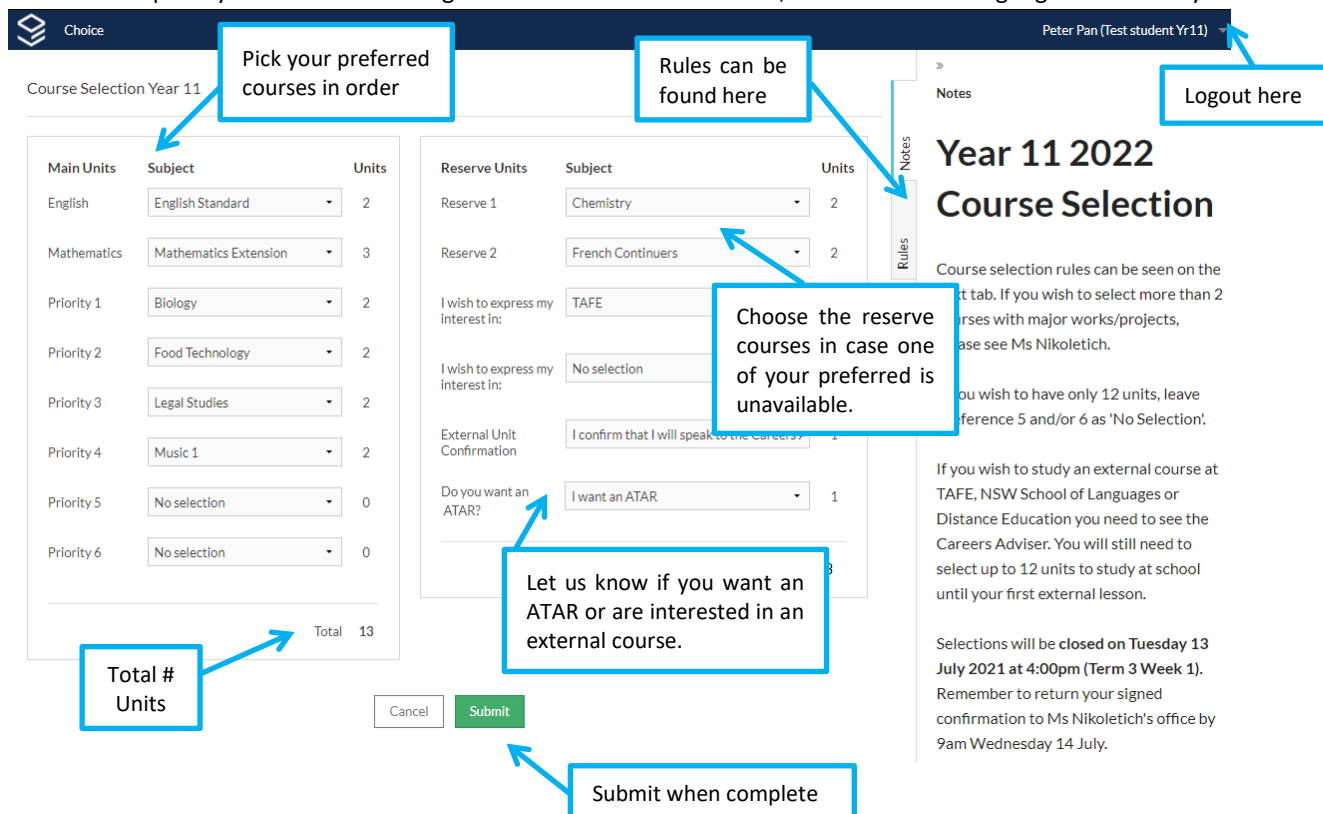 Choice
Peter Pan (Test student Yr11)
Pick your preferred
courses in order
Rules can be
found here
Logout here
Course Selection Year 11
Main Units Subject Units
English English Standard 2
Mathematics Mathematics Extension 3
Priority 1 Biology 2
Priority 2 Food Technology 2
Priority 3 Legal Studies 2
Priority 4 Music 1 2
Priority 5 No selection 0
Priority 6 No selection 0
Total 13
Total #
Units
Reserve Units Subject Units
Reserve 1 Chemistry 2
Reserve 2 French Continuers 2
I wish to express my
interest in:
TAFE
I wish to express my
interest in:
No selection
External Unit
Confirmation
I confirm that I will speak to the Careers
Do you want an
ATAR?
I want an ATAR 1
Choose the reserve
courses in case one
of your preferred is
unavailable.
Let us know if you want an
ATAR or are interested in an
external course.
Cancel Submit
Submit when complete
Notes
Rules
»
Notes
Year 11 2022
Course Selection
Course selection rules can be seen on the
tab. If you wish to select more than 2
with major works/projects,
see Ms Nikoletich.
wish to have only 12 units, leave
5 and/or 6 as 'No Selection'.
If you wish to study an external course at
TAFE, NSW School of Languages or
Distance Education you need to see the
Careers Adviser. You will still need to
select up to 12 units to study at school
until your first external lesson.
Selections will be closed on Tuesday 13
July 2021 at 4:00pm (Term 3 Week 1).
Remember to return your signed
confirmation to Ms Nikoletich's office by
9am Wednesday 14 July.